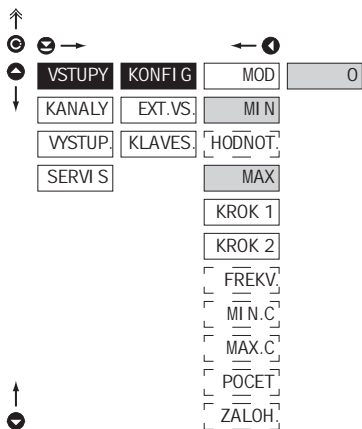 VSTUPY KONFIG MOD 0
KANALY EXT.VS. MIN
VYSTUP. KLAVES. HODNOT.
SERVIS MAX
KROK 1
KROK 2
FREKV.
MIN.C
MAX.C
POCET
ZALOH.